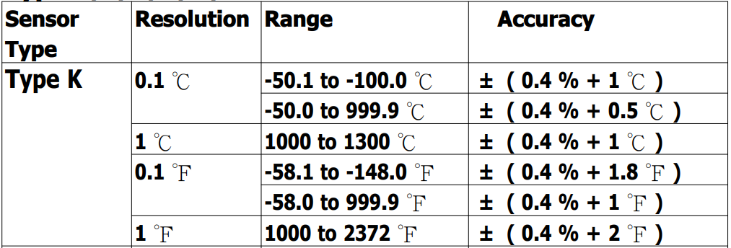 Sensor Type Resolution Range Accuracy
Type K 0.1 ℃ -50.1 to -100.0 ℃ ± ( 0.4 % + 1 ℃ )
-50.0 to 999.9 ℃ ± ( 0.4 % + 0.5 ℃ )
1 ℃ 1000 to 1300 ℃ ± ( 0.4 % + 1 ℃ )
0.1 ℉ -58.1 to -148.0 ℉ ± ( 0.4 % + 1.8 ℉ )
-58.0 to 999.9 ℉ ± ( 0.4 % + 1 ℉ )
1 ℉ 1000 to 2372 ℉ ± ( 0.4 % + 2 ℉ )